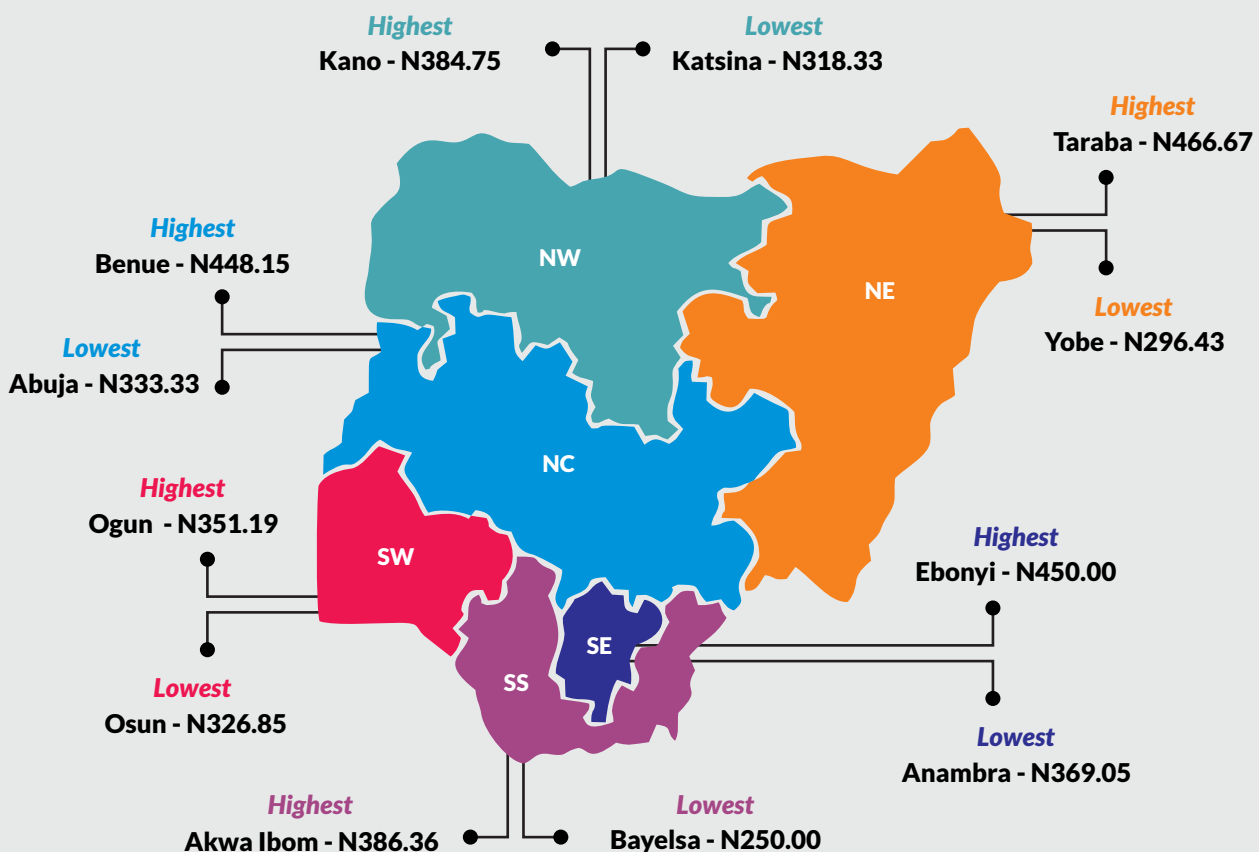 Highest
Kano - N384.75
Lowest
Katsina - N318.33
Highest
Taraba - N466.67
Lowest
Yobe - N296.43
Highest
Benue - N448.15
Lowest
Abuja - N333.33
NW
NE
NC
Highest
Ogun - N351.19
Lowest
Osun - N326.85
SW
Highest
Ebonyi - N450.00
Lowest
Anambra - N369.05
SE
SS
Highest
Akwa Ibom - N386.36
Lowest
Bayelsa - N250.00